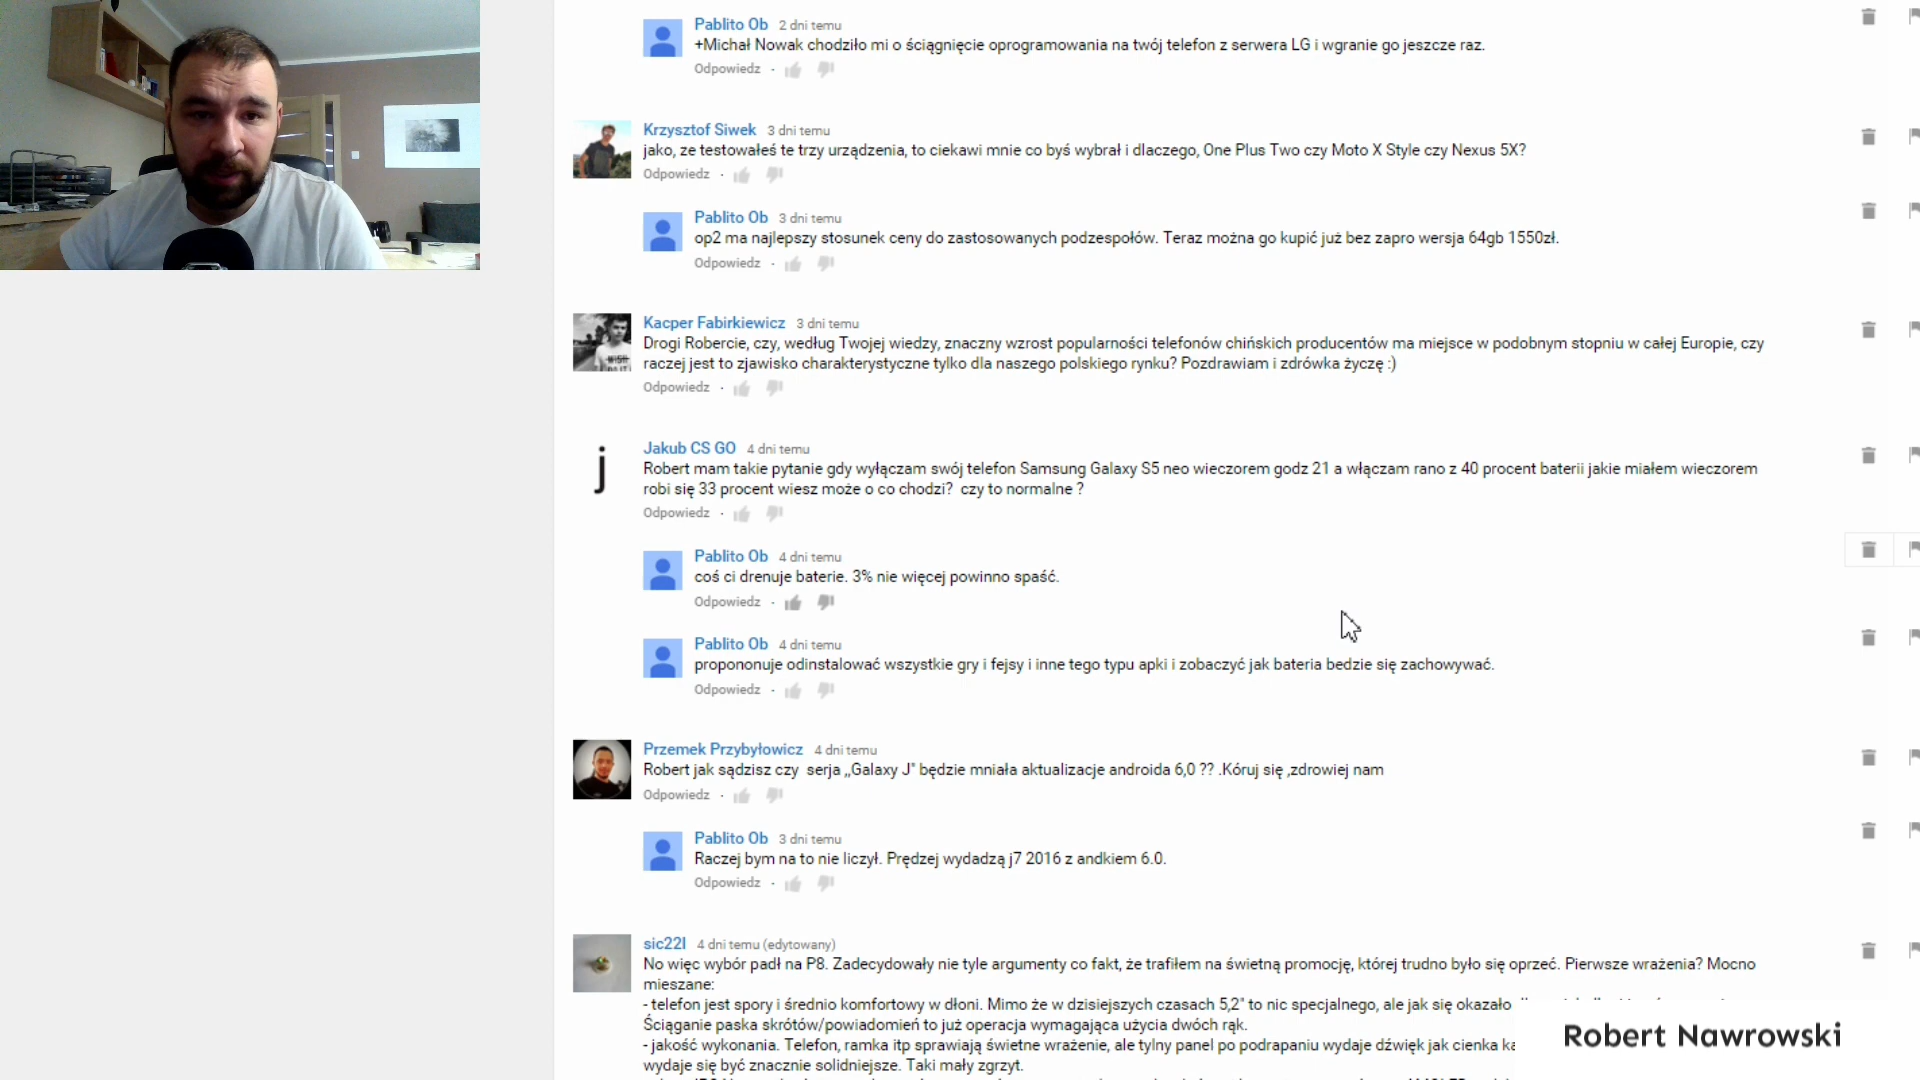 Pablito Ob 2 dni temu
+Michał Nowak chodziło mi o ściągnięcie oprogramowania na twój telefon z serwera LG i wgranie go jeszcze raz.
Odpowiedz ·
Krzysztof Siwek 3 dni temu
jako, ze testowałeś te trzy urządzenia, to ciekawi mnie co byś wybrał i dlaczego, One Plus Two czy Moto X Style czy Nexus 5X?
Odpowiedz ·
Pablito Ob 3 dni temu
op2 ma najlepszy stosunek ceny do zastosowanych podzespołów. Teraz można go kupić już bez zapro wersja 64gb 1550zł.
Odpowiedz ·
Kacper Fabirkiewicz 3 dni temu
Drogi Robercie, czy, według Twojej wiedzy, znaczny wzrost popularności telefonów chińskich producentów ma miejsce w podobnym stopniu w całej Europie, czy
raczej jest to zjawisko charakterystyczne tylko dla naszego polskiego rynku? Pozdrawiam i zdrówka życzę :)
Odpowiedz ·
j
Jakub CS GO 4 dni temu
Robert mam takie pytanie gdy wyłączam swój telefon Samsung Galaxy S5 neo wieczorem godz 21 a włączam rano z 40 procent baterii jakie miałem wieczorem
robi się 33 procent wiesz może o co chodzi? czy to normalne ?
Odpowiedz ·
Pablito Ob 4 dni temu
coś ci drenuje baterie. 3% nie więcej powinno spaść.
Odpowiedz ·
Pablito Ob 4 dni temu
propononuje odinstalować wszystkie gry i fejsy i inne tego typu apki i zobaczyć jak bateria bedzie się zachowywać.
Odpowiedz ·
Przemek Przybyłowicz 4 dni temu
Robert jak sądzisz czy serja „Galaxy J" będzie mniała aktualizacje androida 6,0 ?? .Kóruj się ,zdrowiej nam
Odpowiedz ·
Pablito Ob 3 dni temu
Raczej bym na to nie liczył. Prędzej wydadzą j7 2016 z andkiem 6.0.
Odpowiedz ·
sic22l 4 dni temu (edytowany)
No więc wybór padł na P8. Zadecydowały nie tyle argumenty co fakt, że trafiłem na świetną promocję, której trudno było się oprzeć. Pierwsze wrażenia? Mocno
mieszane:
- telefon jest spory i średnio komfortowy w dłoni. Mimo że w dzisiejszych czasach 5,2" to nic specjalnego, ale jak się okazało
Ściąganie paska skrótów/powiadomień to już operacja wymagająca użycia dwóch rąk.
- jakość wykonania. Telefon, ramka itp sprawiają świetne wrażenie, ale tylny panel po podrapaniu wydaje dźwięk jak cienka
wydaje się być znacznie solidniejsze. Taki mały zgrzyt.
Robert Nawrowski